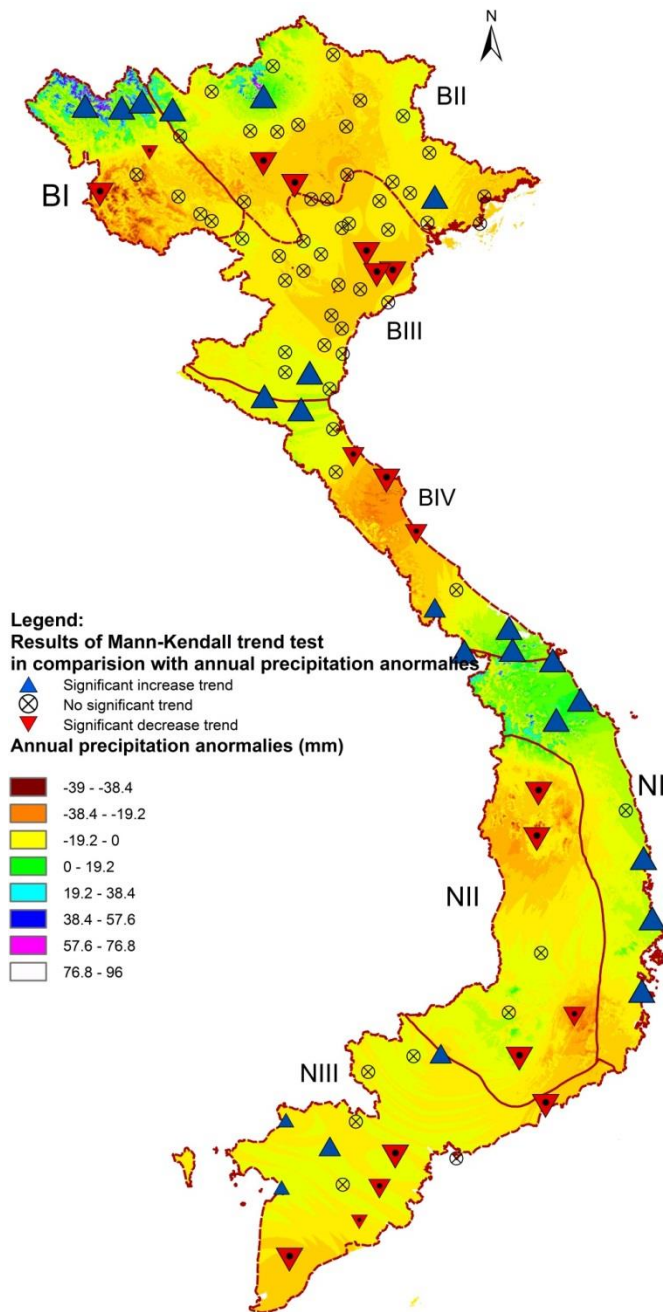 N
BII
BI
BIII
BIV
Legend:
Results of Mann-Kendall trend test
in comparision with annual precipitation anormalies
Significant increase trend
No significant trend
Significant decrease trend
Annual precipitation anormalies (mm)
-39 - -38.4
-38.4 - -19.2
-19.2 - 0
0 - 19.2
19.2 - 38.4
38.4 - 57.6
57.6 - 76.8
76.8 - 96
NI
NII
NIII